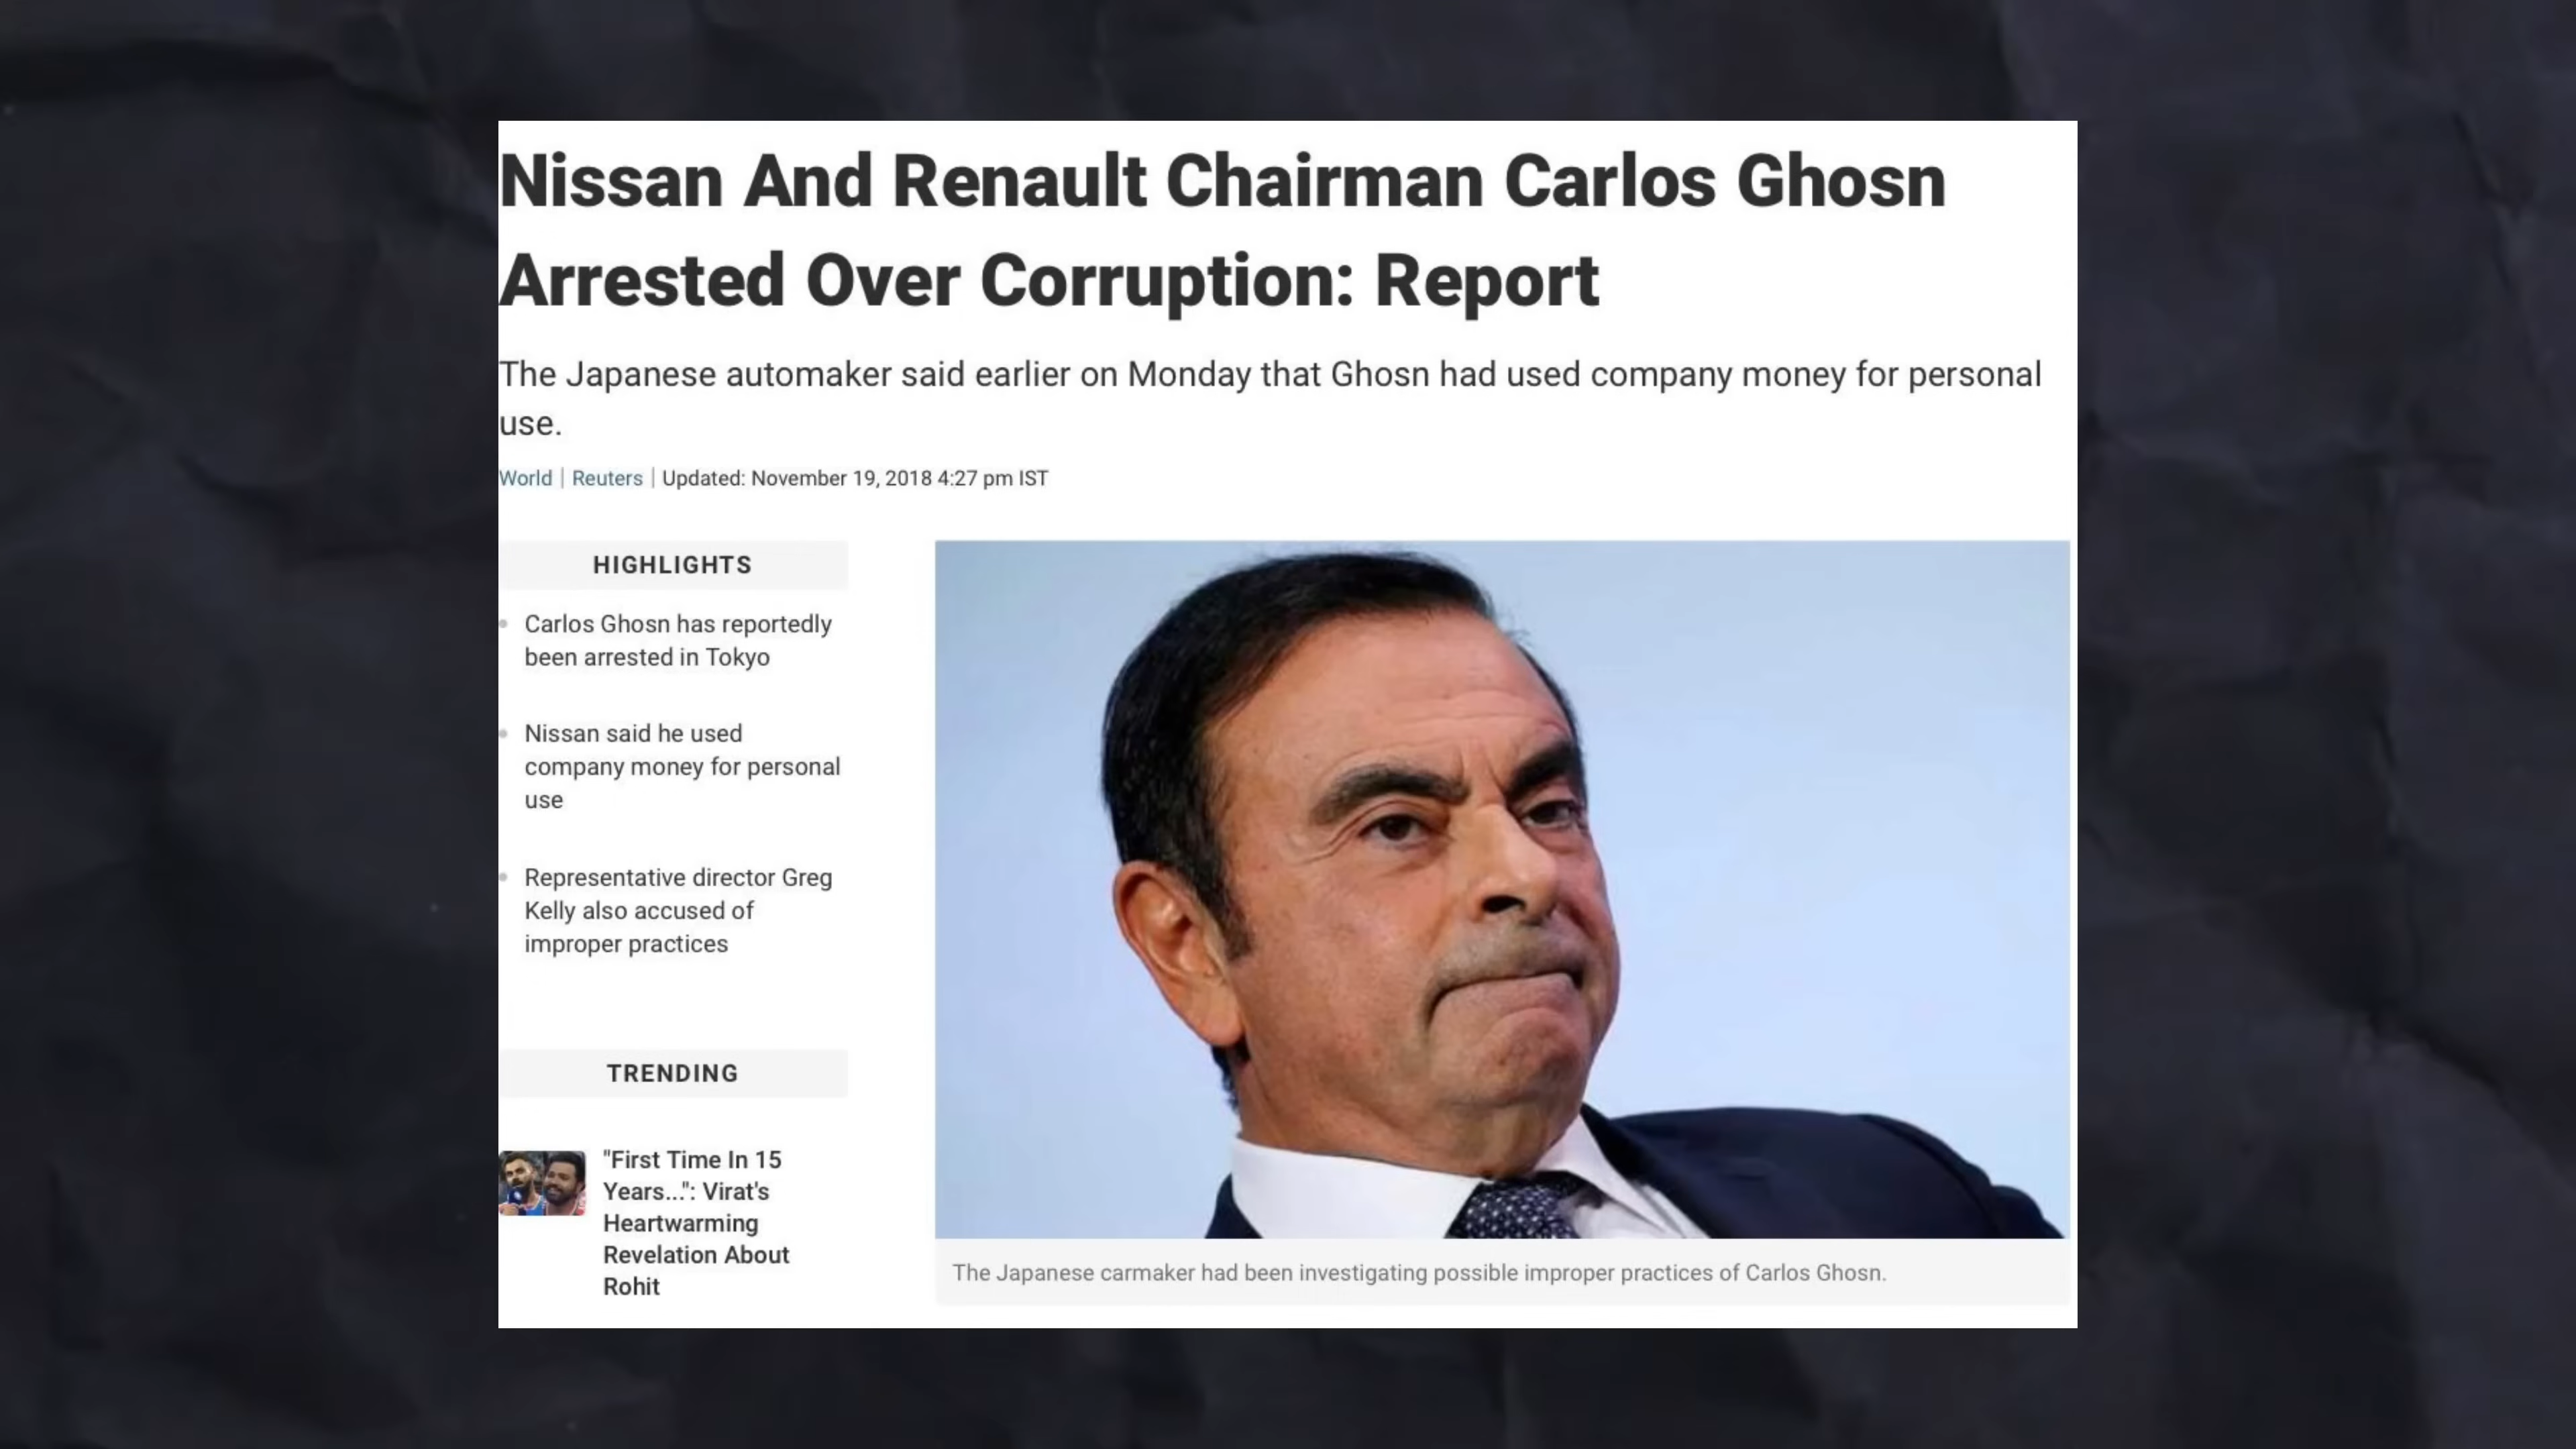 Nissan And Renault Chairman Carlos Ghosn
Arrested Over Corruption: Report
The Japanese automaker said earlier on Monday that Ghosn had used company money for personal
use.
World | Reuters | Updated: November 19, 2018 4:27 pm IST
HIGHLIGHTS
Carlos Ghosn has reportedly
been arrested in Tokyo
Nissan said he used
company money for personal
use
Representative director Greg
Kelly also accused of
improper practices
TRENDING
"First Time In 15
Years...": Virat's
Heartwarming
Revelation About
Rohit
The Japanese carmaker had been investigating possible improper practices of Carlos Ghosn.